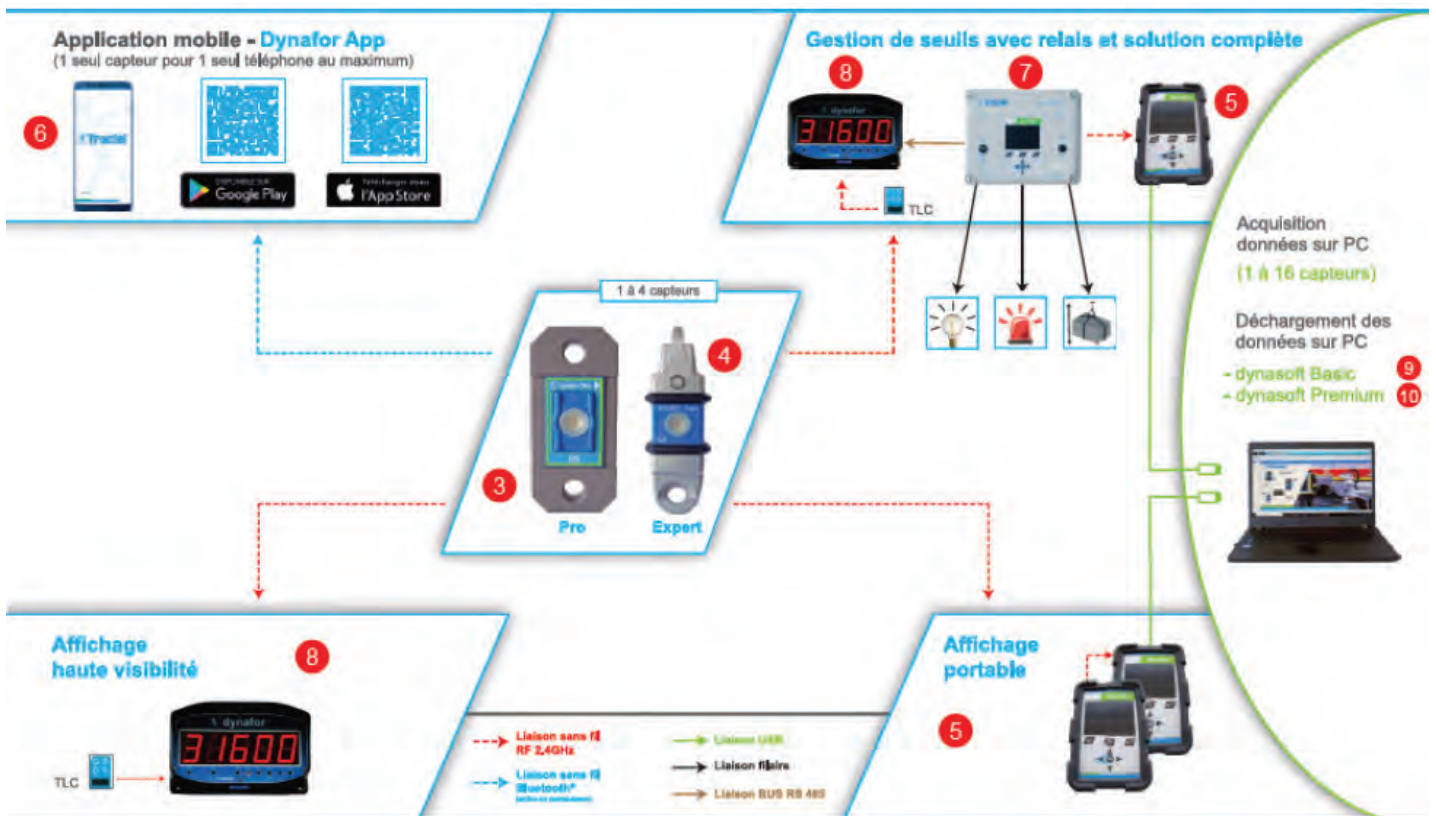 Application mobile - Dynafor App
(1 seul capteur pour 1 seul téléphone au maximum)
6
Tractel
DISPONIBLE SUR
Google Play
Télécharger dans
l'App Store
Gestion de seuils avec relais et solution complète
8
7
5
dynafor
31600
TLC
Acquisition
données sur PC
(1 à 16 capteurs)
Déchargement des
données sur PC
- dynasoft Basic
9
- dynasoft Premium
10
1 à 4 capteurs
4
3
Pro
Expert
Affichage
haute visibilité
8
dynafor
31600
TLC
Liaison sans fil
RF 2,4GHz
Liaison sans fil
Bluetooth®
Liaison USB
Liaison filaire
Liaison BUS RS 485
Affichage
portable
5